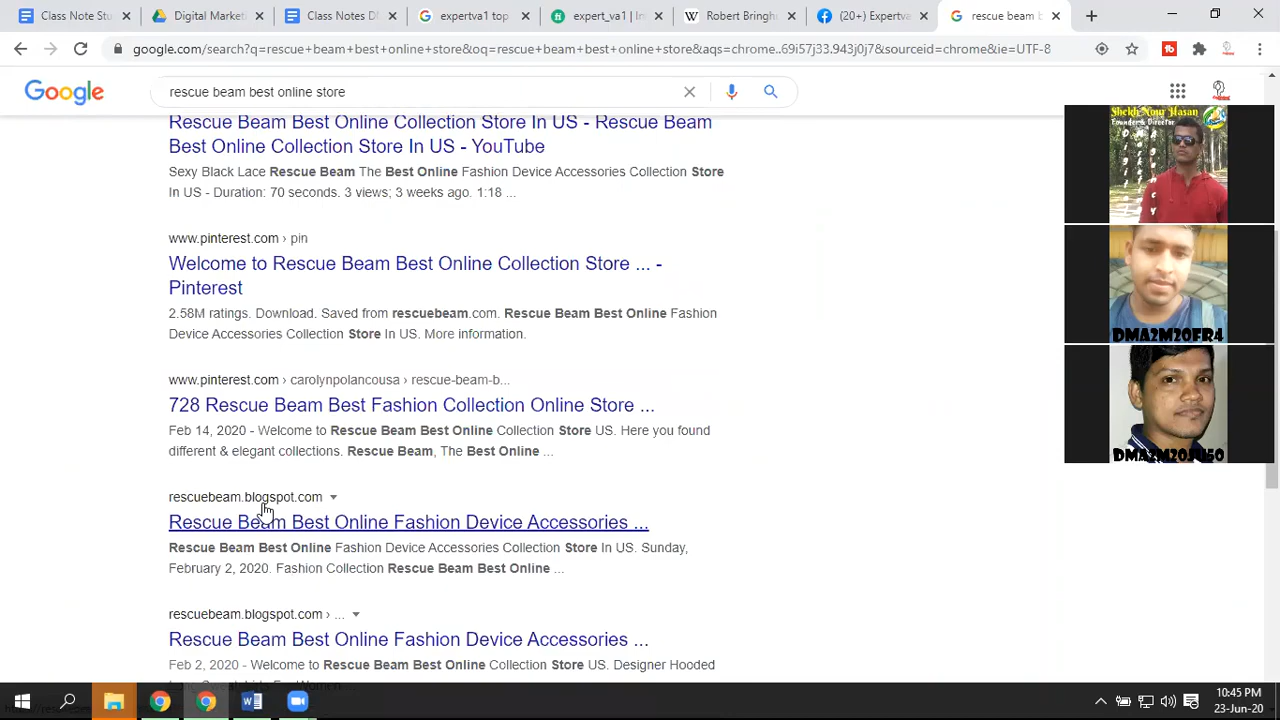 Class Notes DM
Digital Market
Class Note
expertva1 top
expert_va1 | In
Robert Bringh
(20+) Expertva
rescue beam b
google.com/search?q=rescue+beam+best+online+store&oq=rescue+beam+best+online+store&aqs=chrome..69i57j33.943j0j7&sourceid=chrome&ie=UTF-8
Google
rescue beam best online store
Rescue Beam Best Online Collection Store In US - Rescue Beam
Best Online Collection Store In US - YouTube
Sexy Black Lace Rescue Beam The Best Online Fashion Device Accessories Collection Store
In US - Duration: 70 seconds. 3 views; 3 weeks ago. 1:18 ...
www.pinterest.com › pin
Welcome to Rescue Beam Best Online Collection Store ... -
Pinterest
2.58M ratings. Download. Saved from rescuebeam.com. Rescue Beam Best Online Fashion
Device Accessories Collection Store In US. More information.
www.pinterest.com › carolynpolancousa › rescue-beam-b...
728 Rescue Beam Best Fashion Collection Online Store ...
Feb 14, 2020 - Welcome to Rescue Beam Best Online Collection Store US. Here you found
different & elegant collections. Rescue Beam, The Best Online ...
rescuebeam.blogspot.com
Rescue Beam Best Online Fashion Device Accessories ...
Rescue Beam Best Online Fashion Device Accessories Collection Store In US. Sunday,
February 2, 2020. Fashion Collection Rescue Beam Best Online ...
rescuebeam.blogspot.com › ...
Rescue Beam Best Online Fashion Device Accessories ...
Feb 2, 2020 - Welcome to Rescue Beam Best Online Collection Store US. Designer Hooded
Shekh Nour Hasan
Founder & Director
DMA2M20FR4
DMA2M20SU50
10:45 PM
23-Jun-20